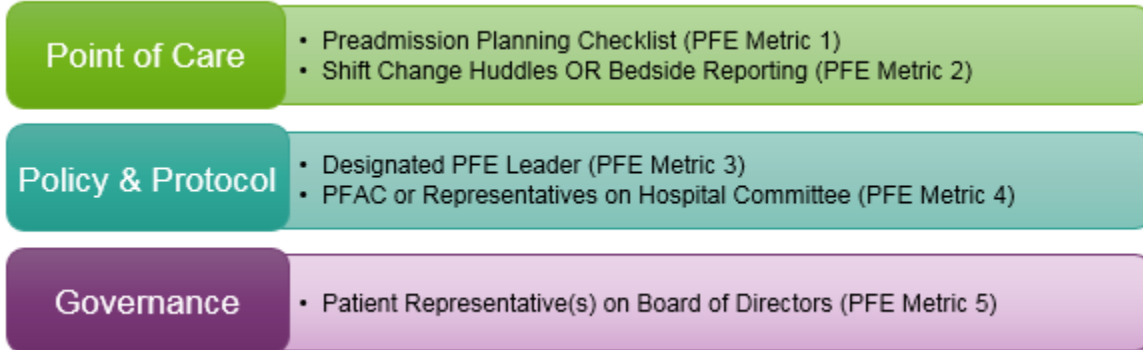 Point of Care
• Preadmission Planning Checklist (PFE Metric 1)
• Shift Change Huddles OR Bedside Reporting (PFE Metric 2)
Policy & Protocol
• Designated PFE Leader (PFE Metric 3)
• PFAC or Representatives on Hospital Committee (PFE Metric 4)
Governance
• Patient Representative(s) on Board of Directors (PFE Metric 5)